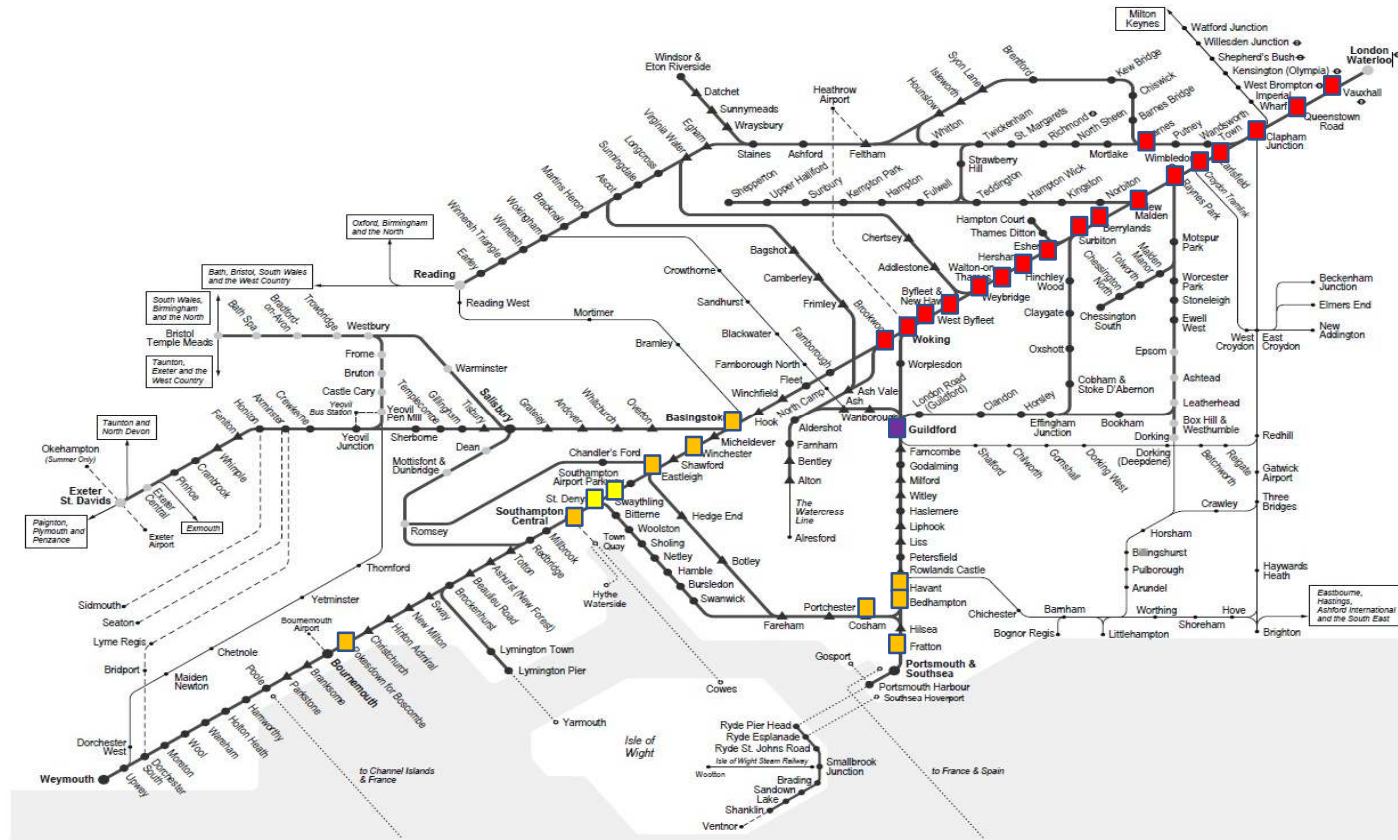 Milton
Keynes
Watford Junction
Willesden Junction
Shepherd's Bush
Kensington (Olympia)
West Brompton
Imperial
Wharf
London
Waterloo
Vauxhall
Queenstown
Road
Clapham
Junction
Windsor &
Eton Riverside
Datchet
Sunnymeads
Wraysbury
Heathrow
Airport
Hounslow
Isleworth
Syon Lane
Brentford
Kew Bridge
Chiswick
Barnes Bridge
Virginia Water
Egham
Staines
Ashford
Feltham
Whitton
Twickenham
St. Margarets
Richmond
North Sheen
Mortlake
Putney
Wandsworth
Town
Wimbledon
Croydon Tramlink
Raynes Park
Strawberry
Hill
Shepperton
Upper Halliford
Sunbury
Kempton Park
Hampton
Fulwell
Teddington
Hampton Wick
Kingston
Norbiton
Malden
Hampton Court
Thames Ditton
Berrylands
Surbiton
Hinchley
Wood
Walton-on-
Weybridge
Byfleet &
West Byfleet
Woking
Motspur
Park
Malden
Manor
Tolworth
Chessington
North
Chessington
South
Worcester
Park
Stoneleigh
Ewell
West
Epsom
Ashtead
Leatherhead
Box Hill &
Westhumble
Dorking
Beckenham
Junction
Elmers End
New
Addington
West
Croydon
East
Croydon
Martins Heron
Ascot
Sunningdale
Longcross
Winnersh Triangle
Winnersh
Wokingham
Bracknell
Earley
Reading
Oxford, Birmingham
and the North
Bath, Bristol, South Wales
and the West Country
South Wales,
Birmingham
and the North
Reading West
Mortimer
Bramley
Crowthorne
Sandhurst
Blackwater
Farnborough North
Bagshot
Camberley
Frimley
Chertsey
Addlestone
Farnborough
Fleet
Winchfield
Hook
North Camp
Ash Vale
Ash
Wanborough
Worplesdon
London Road
(Guildford)
Clandon
Horsley
Effingham
Junction
Bookham
Claygate
Oxshott
Cobham &
Stoke D'Abernon
Guildford
Shalford
Chilworth
Gomshall
Dorking West
Dorking
(Deepdene)
Betchworth
Reigate
Redhill
Gatwick
Airport
Three
Bridges
Crawley
Horsham
Billingshurst
Pulborough
Arundel
Haywards
Heath
Bristol
Temple Meads
Bath Spa
Bradford-
on-Avon
Trowbridge
Westbury
Taunton,
Exeter and the
West Country
Frome
Bruton
Castle Cary
Yeovil
Bus Station
Yeovil
Pen Mill
Yeovil
Junction
Warminster
Salisbury
Sherborne
Templecombe
Gillingham
Tisbury
Grateley
Andover
Whitchurch
Overton
Micheldever
Winchester
Shawford
Eastleigh
Dean
Mottisfont &
Dunbridge
Romsey
Chandler's Ford
Southampton
Swaythling
Southampton
Central
Taunton and
North Devon
Okehampton
(Summer Only)
Feniton
Honiton
Axminster
Crewkerne
Exeter
St. Davids
Exeter
Central
Pinhoe
Cranbrook
Whimple
Exmouth
Paignton,
Plymouth and
Penzance
Exeter
Airport
Aldershot
Farnham
Bentley
Alton
The
Watercress
Line
Alresford
Farncombe
Godalming
Milford
Witley
Haslemere
Liphook
Liss
Petersfield
Rowlands Castle
Havant
Bedhampton
Hilsea
Fratton
Portchester
Cosham
Fareham
Hedge End
Botley
Bitterne
Woolston
Sholing
Netley
Hamble
Bursledon
Swanwick
Town
Quay
Hythe
Waterside
Millbrook
Redbridge
Totton
Ashurst (New Forest)
Beaulieu Road
Brockenhurst
Sway
New Milton
Hinton Admiral
Christchurch
Pokesdown for Boscombe
Bournemouth
Bournemouth
Airport
Branksome
Parkstone
Poole
Hamworthy
Holton Heath
Wareham
Wool
Moreton
Dorchester
South
Upwey
Weymouth
Dorchester
West
Maiden
Newton
Chetnole
Yetminster
Thornford
Sidmouth
Seaton
Lyme Regis
Bridport
Lymington Town
Lymington Pier
Yarmouth
Cowes
Gosport
Portsmouth &
Southsea
Portsmouth Harbour
Southsea Hoverport
Chichester
Bognor Regis
Barnham
Littlehampton
Worthing
Shoreham
Hove
Brighton
Eastbourne,
Hastings,
Ashford International
and the South East
Isle of
Wight
Ryde Pier Head
Ryde Esplanade
Ryde St. Johns Road
Isle of Wight Steam Railway
Wootton
Smallbrook
Junction
Brading
Sandown
Lake
Shanklin
Ventnor
to Channel Islands
& France
to France & Spain